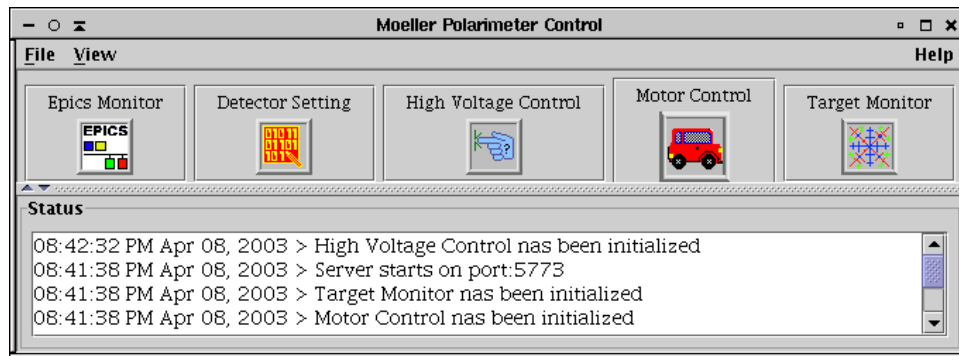 Moeller Polarimeter Control
File View Help
Epics Monitor Detector Setting High Voltage Control Motor Control Target Monitor
EPICS
01011
0101
101
?
Status
08:42:32 PM Apr 08, 2003 > High Voltage Control nas been initialized
08:41:38 PM Apr 08, 2003 > Server starts on port:5773
08:41:38 PM Apr 08, 2003 > Target Monitor nas been initialized
08:41:38 PM Apr 08, 2003 > Motor Control nas been initialized